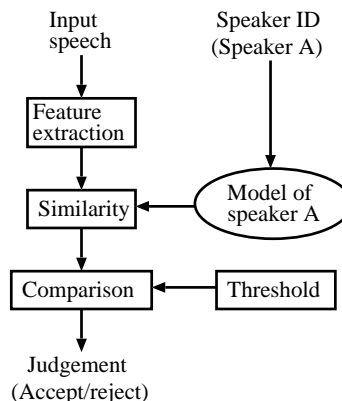 Input
speech
Speaker ID
(Speaker A)
Feature
extraction
Similarity
Model of
speaker A
Comparison
Threshold
Judgement
(Accept/reject)